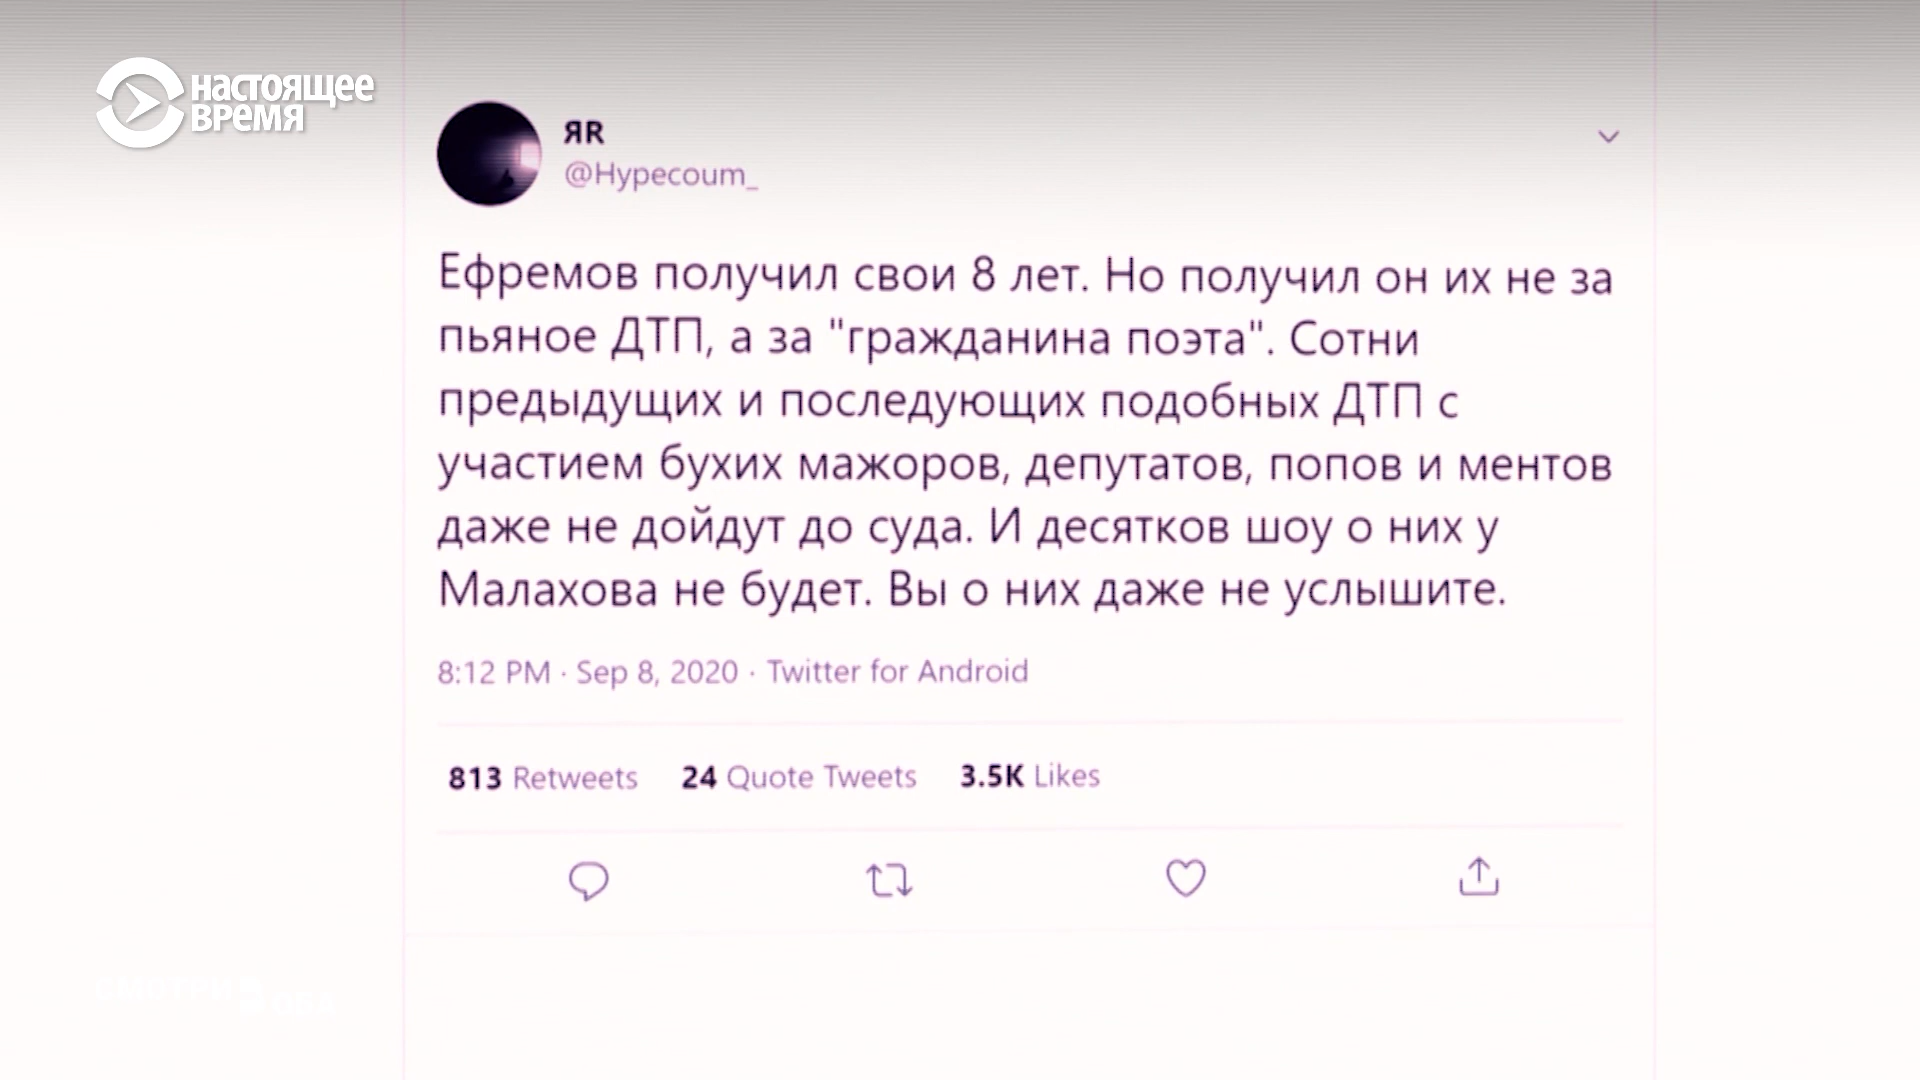 настоящее
время
ЯR
@Hypecoum_
Ефремов получил свои 8 лет. Но получил он их не за
пьяное ДТП, а за "гражданина поэта". Сотни
предыдущих и последующих подобных ДТП с
участием бухих мажоров, депутатов, попов и ментов
даже не дойдут до суда. И десятков шоу о них у
Малахова не будет. Вы о них даже не услышите.
8:12 PM · Sep 8, 2020 · Twitter for Android
813 Retweets 24 Quote Tweets 3.5K Likes